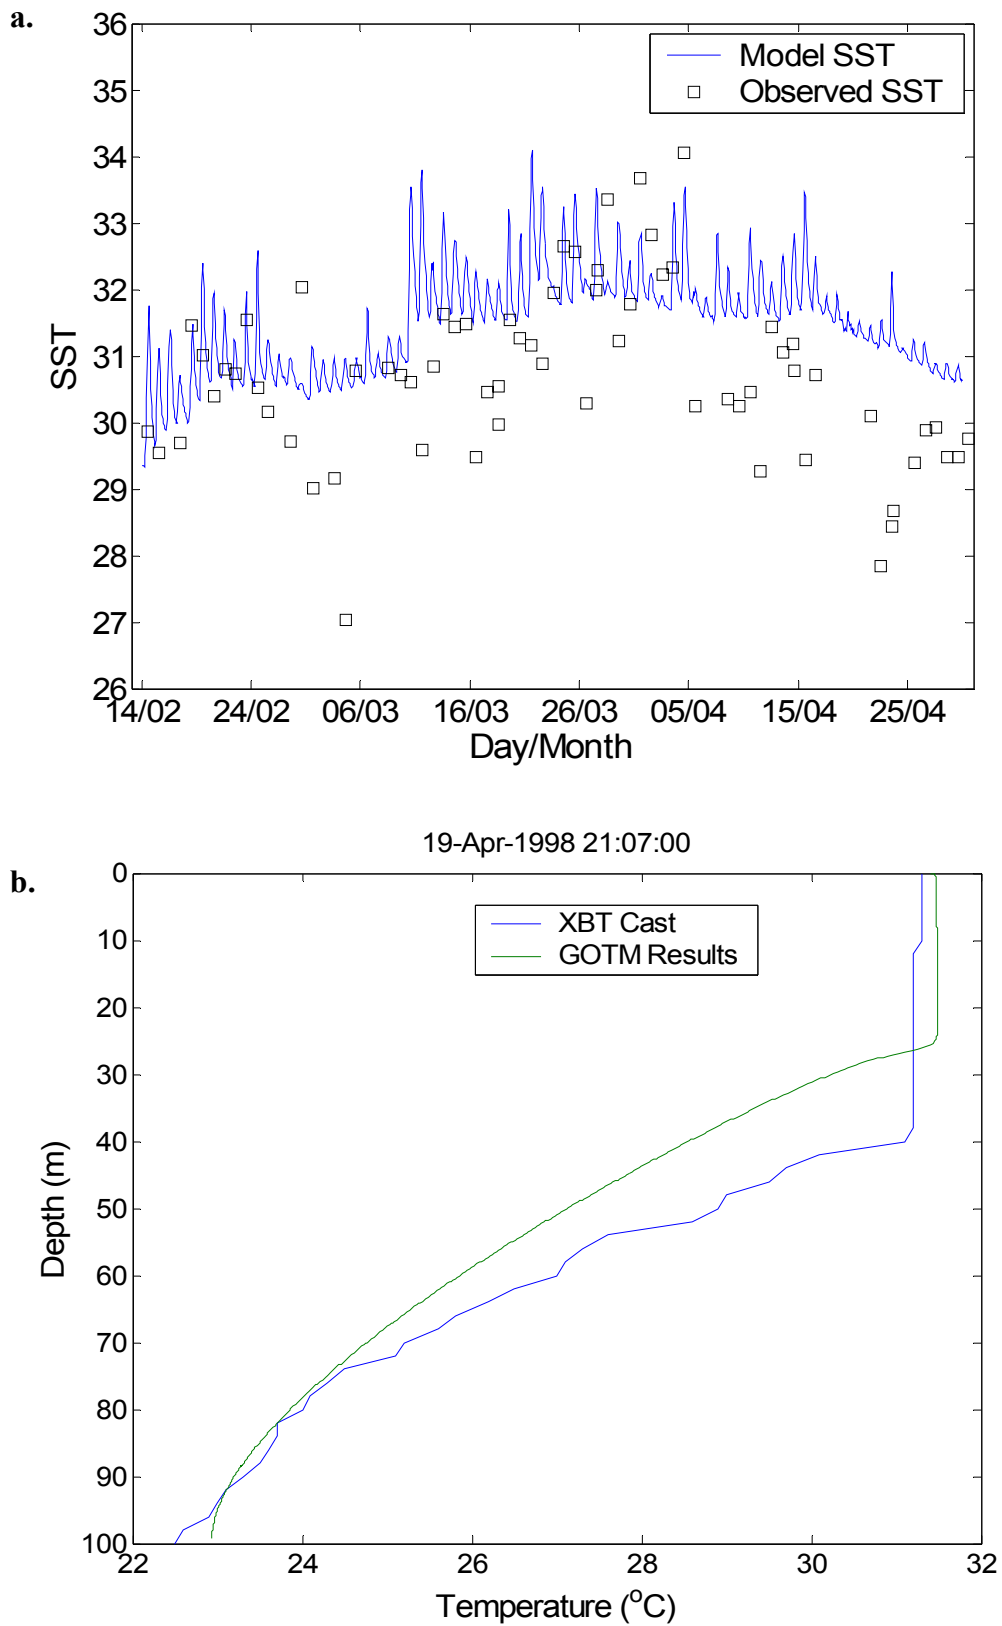 a.
36
35
34
33
32
31
30
29
28
27
26
SST
Model SST
Observed SST
14/02 24/02 06/03 16/03 26/03 05/04 15/04 25/04
Day/Month
19-Apr-1998 21:07:00
b.
0
10
20
30
40
50
60
70
80
90
100
Depth (m)
XBT Cast
GOTM Results
22 24 26 28 30 32
Temperature (°C)